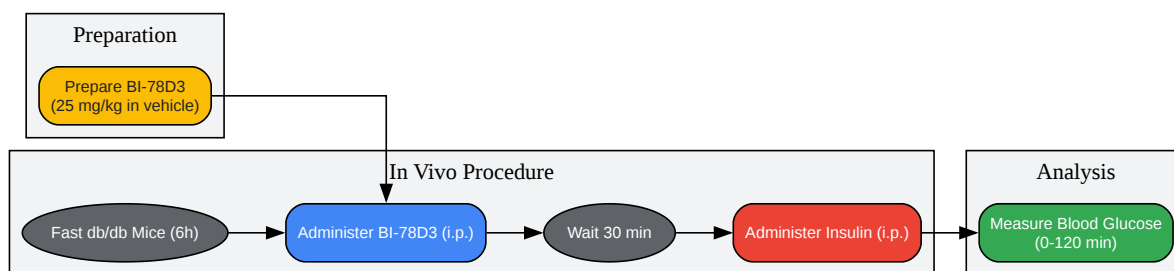 Preparation
Prepare BI-78D3
(25 mg/kg in vehicle)
In Vivo Procedure
Analysis
Fast db/db Mice (6h)
Administer BI-78D3 (i.p.)
Wait 30 min
Administer Insulin (i.p.)
Measure Blood Glucose
(0-120 min)